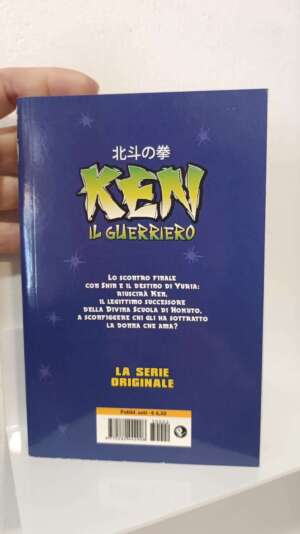 北斗の拳
KEN
IL GUERRIERO
Lo scontro finale
con Shin e il destino di Yuria:
riuscirà Ken,
il legittimo successore
della Divina Scuola di Hokuto,
a sconfiggere chi gli ha sottratto
la donna che ama?
LA SERIE
ORIGINALE